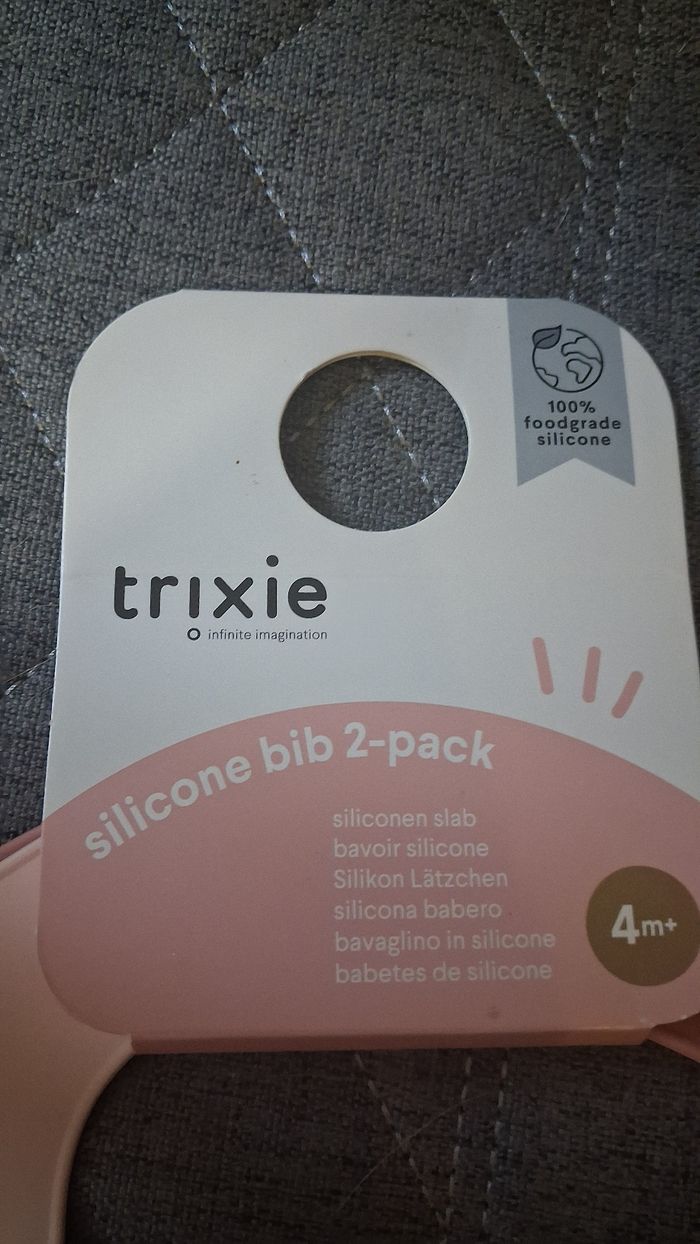 100%
foodgrade
silicone
trixie
infinite imagination
silicone bib 2-pack
siliconen slab
bavoir silicone
Silikon Lätzchen
silicona babero
bavaglino in silicone
babetes de silicone
4m+